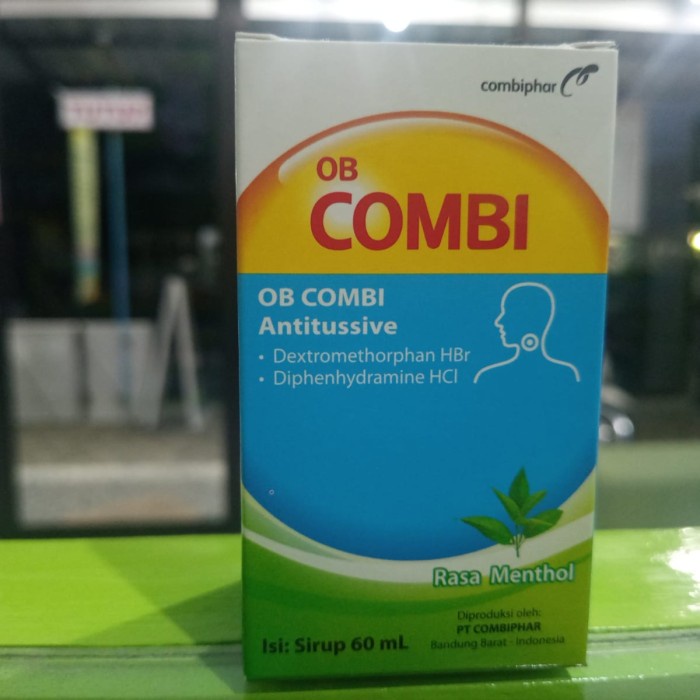 combiphar
OB
COMBI
OB COMBI
Antitussive
• Dextromethorphan HBr
• Diphenhydramine HCl
Rasa Menthol
Isi: Sirup 60 mL
Diproduksi oleh:
PT COMBIPHAR
Bandung Barat - Indonesia